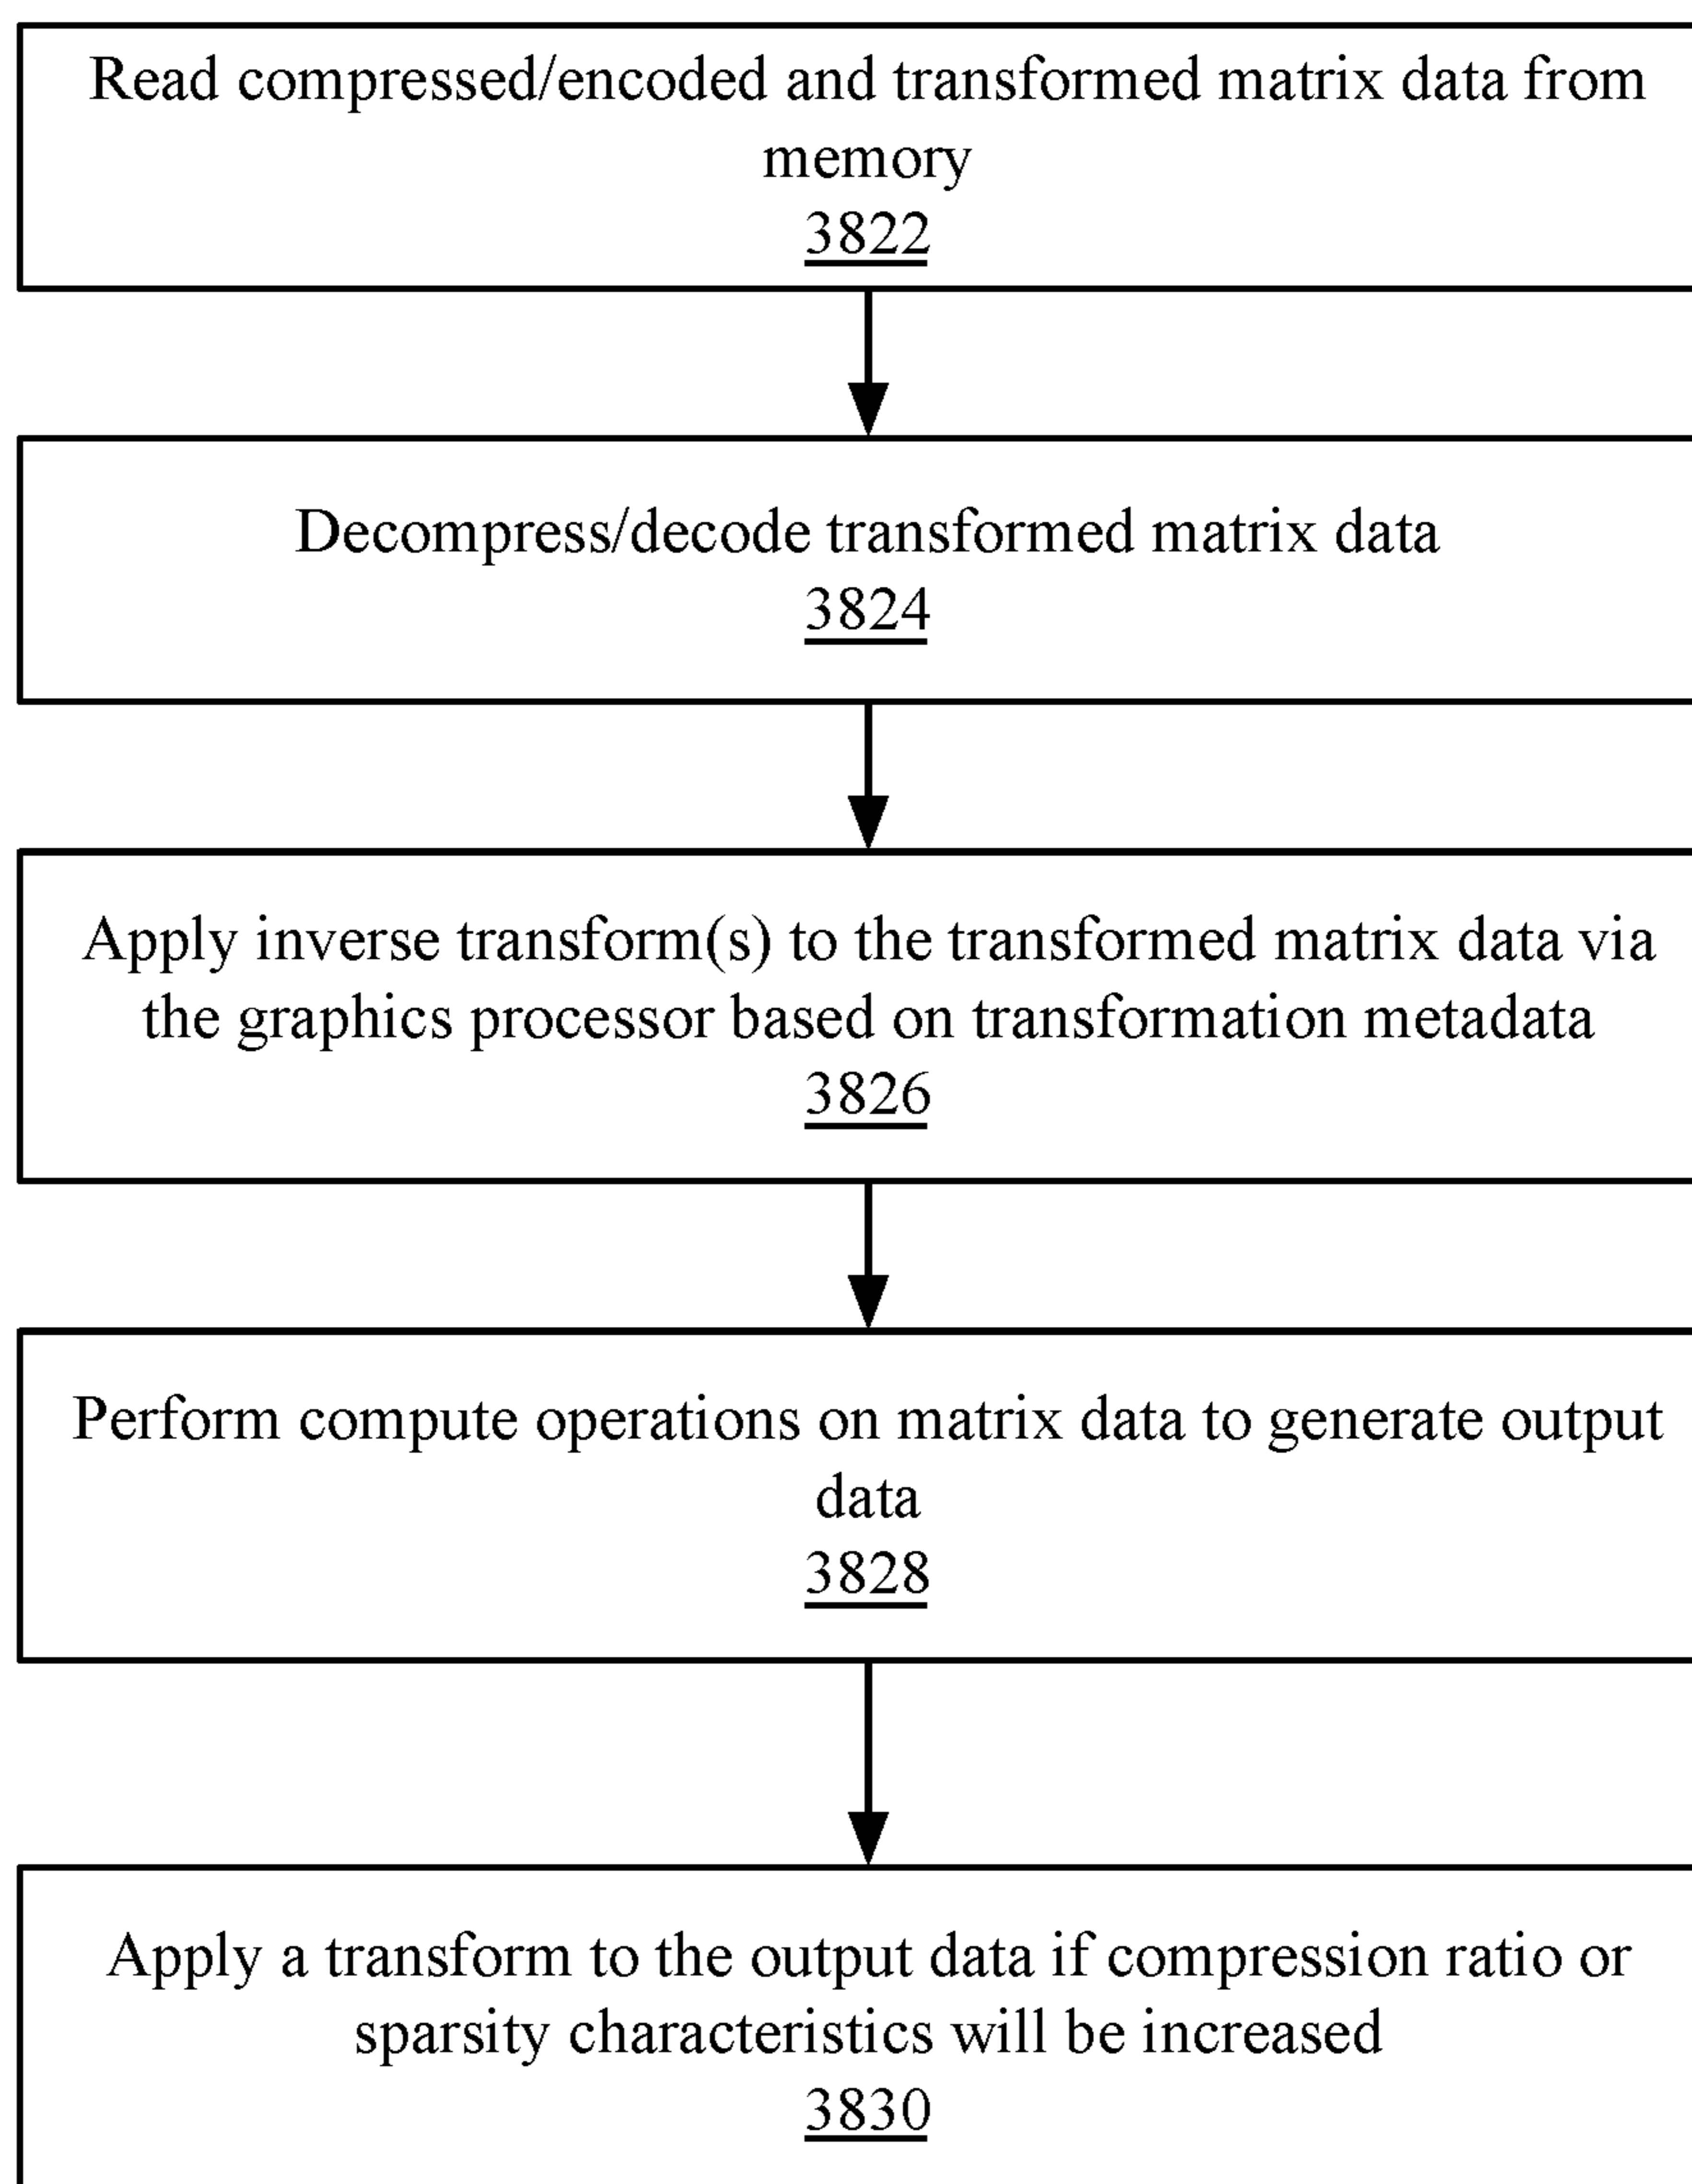 Read compressed/encoded and transformed matrix data from
memory
3822
Decompress/decode transformed matrix data
3824
Apply inverse transform(s) to the transformed matrix data via
the graphics processor based on transformation metadata
3826
Perform compute operations on matrix data to generate output
data
3828
Apply a transform to the output data if compression ratio or
sparsity characteristics will be increased
3830